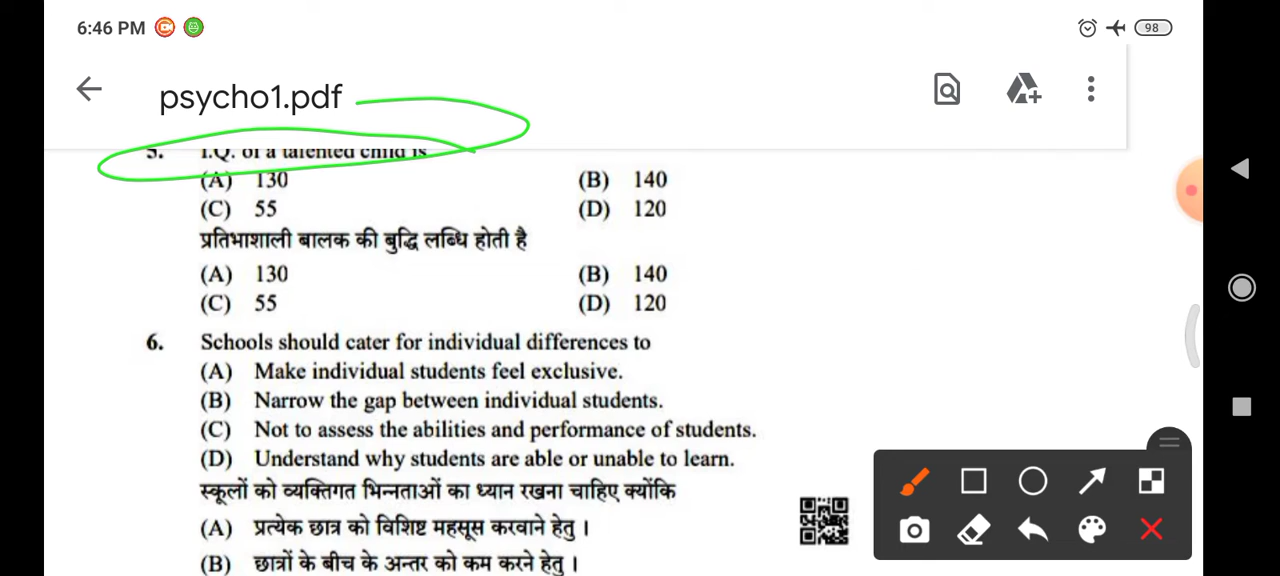 6:46 PM 98
psycho1.pdf
5. I.Q. of a talented child is
(A) 130 (B) 140
(C) 55 (D) 120
प्रतिभाशाली बालक की बुद्धि लब्धि होती है
(A) 130 (B) 140
(C) 55 (D) 120
6. Schools should cater for individual differences to
(A) Make individual students feel exclusive.
(B) Narrow the gap between individual students.
(C) Not to assess the abilities and performance of students.
(D) Understand why students are able or unable to learn.
स्कूलों को व्यक्तिगत भिन्नताओं का ध्यान रखना चाहिए क्योंकि
(A) प्रत्येक छात्र को विशिष्ट महसूस करवाने हेतु ।
(B) छात्रों के बीच के अन्तर को कम करने हेतु ।